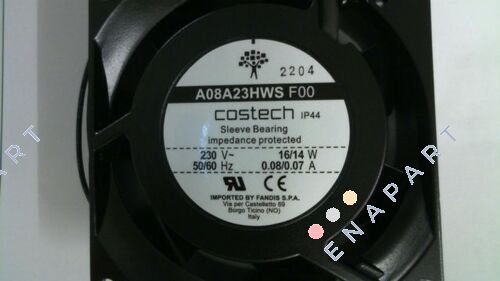 2204
A08A23HWS F00
costech IP44
Sleeve Bearing
impedance protected
230 V~ 16/14 W
50/60 Hz 0.08/0.07 A
IMPORTED BY FANDIS S.P.A.
Via per Castelletto 69
Borgo Ticino (NO)
Italy
ENAPART